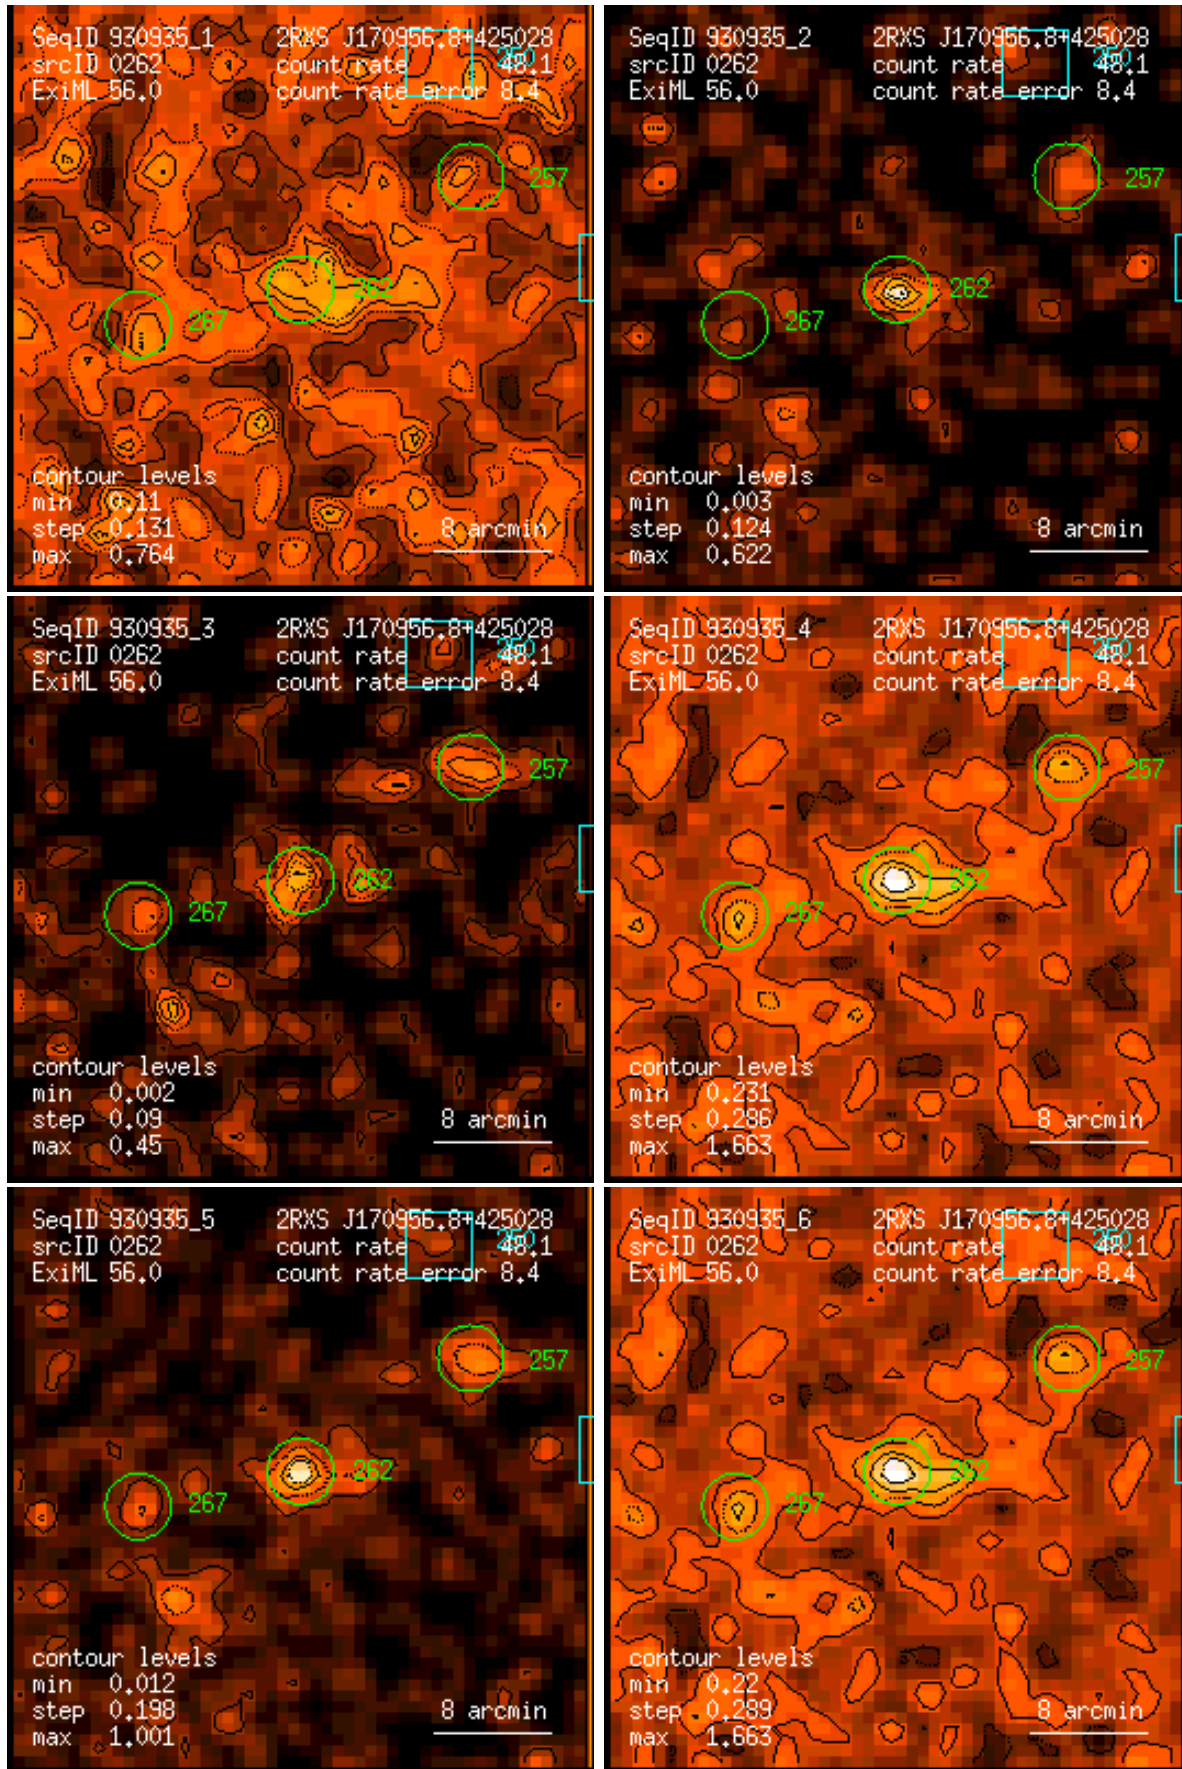 SeqID 930935_1 2RXS J170956.8+425028
srcID 0262 count rate 48.1
ExiML 56.0 count rate error 8.4
250
257
262
267
contour levels
min 0.11
step 0.131
max 0.764
8 arcmin
SeqID 930935_2 2RXS J170956.8+425028
srcID 0262 count rate 48.1
ExiML 56.0 count rate error 8.4
250
257
262
267
contour levels
min 0.003
step 0.124
max 0.622
8 arcmin
SeqID 930935_3 2RXS J170956.8+425028
srcID 0262 count rate 48.1
ExiML 56.0 count rate error 8.4
250
257
262
267
contour levels
min 0.002
step 0.09
max 0.45
8 arcmin
SeqID 930935_4 2RXS J170956.8+425028
srcID 0262 count rate 48.1
ExiML 56.0 count rate error 8.4
250
257
262
267
contour levels
min 0.231
step 0.286
max 1.663
8 arcmin
SeqID 930935_5 2RXS J170956.8+425028
srcID 0262 count rate 48.1
ExiML 56.0 count rate error 8.4
250
257
262
267
contour levels
min 0.012
step 0.198
max 1.001
8 arcmin
SeqID 930935_6 2RXS J170956.8+425028
srcID 0262 count rate 48.1
ExiML 56.0 count rate error 8.4
250
257
262
267
contour levels
min 0.22
step 0.289
max 1.663
8 arcmin